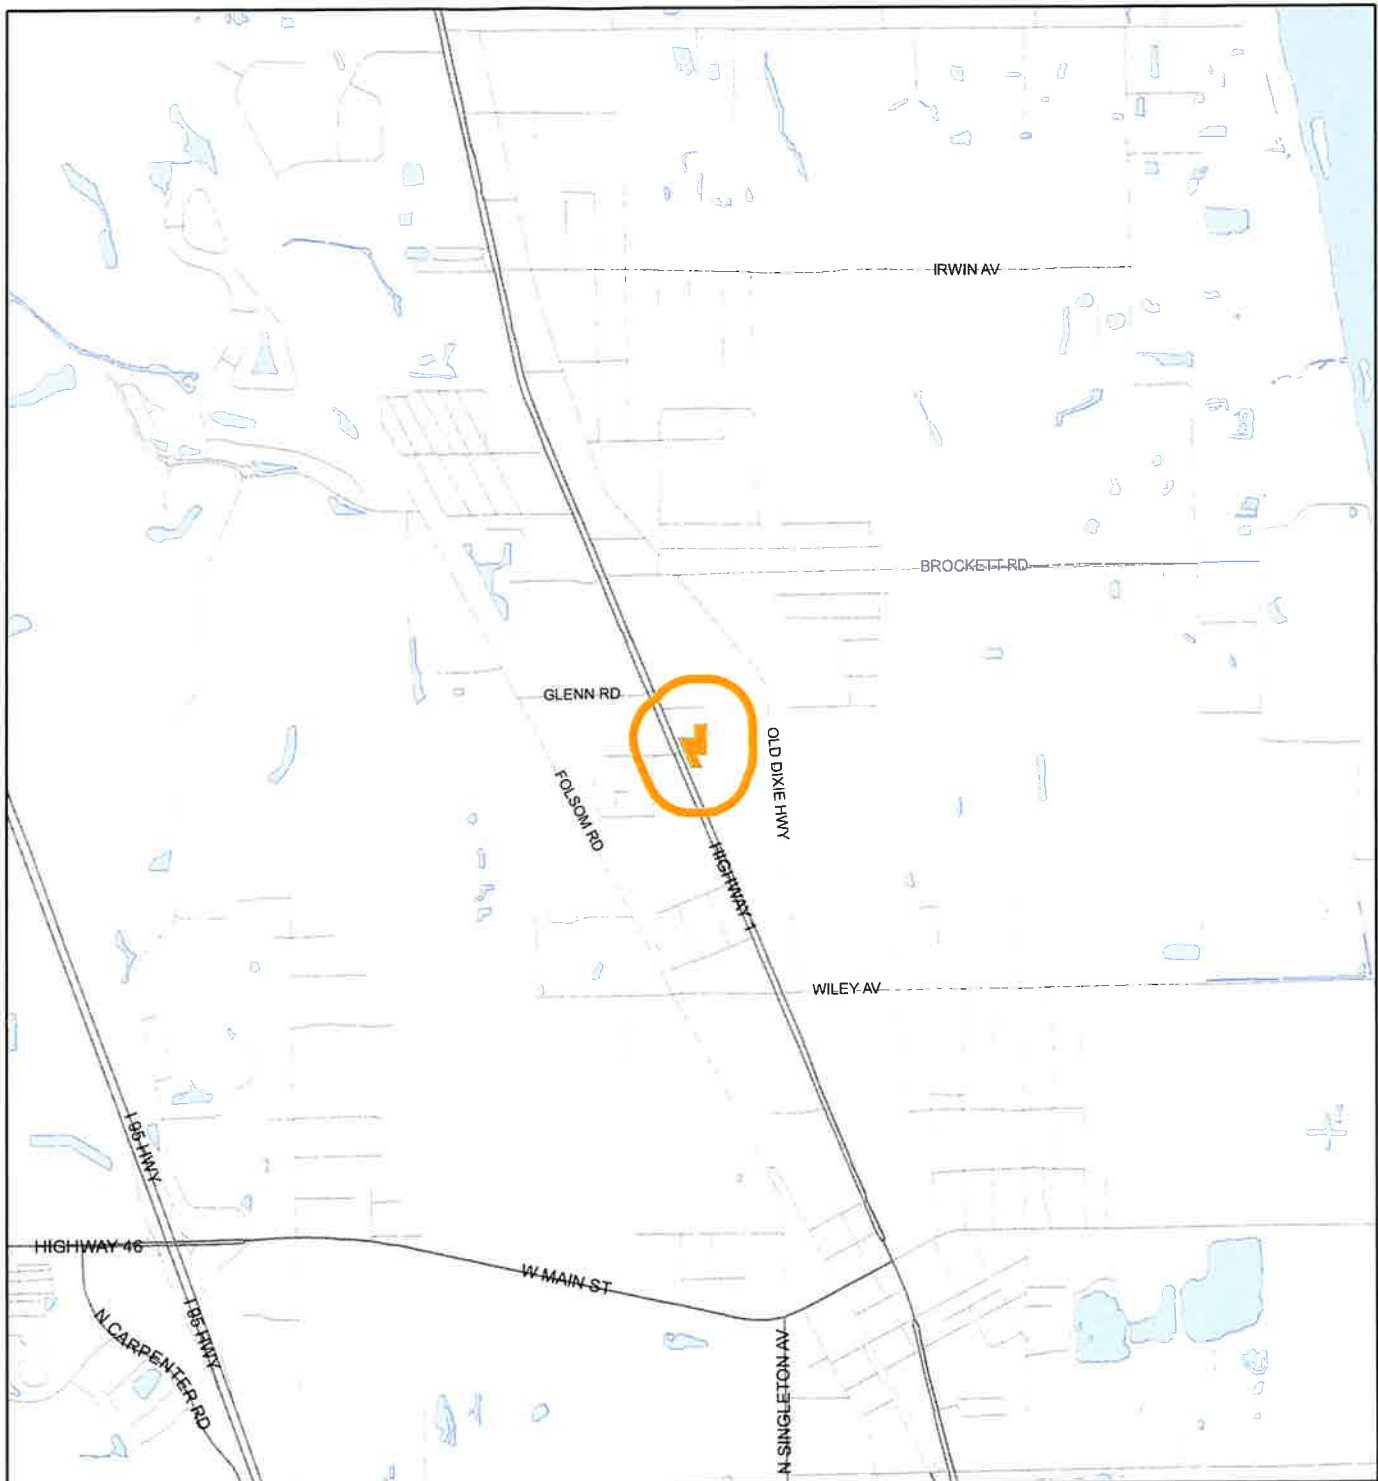 IRWIN AV
BROCKETT RD
GLENN RD
OLD DIXIE HWY
FOLSOM RD
HIGHWAY 1
WILEY AV
I 95 HWY
HIGHWAY 46
W MAIN ST
I 95 HWY
N CARPENTER RD
N SINGLETON AV